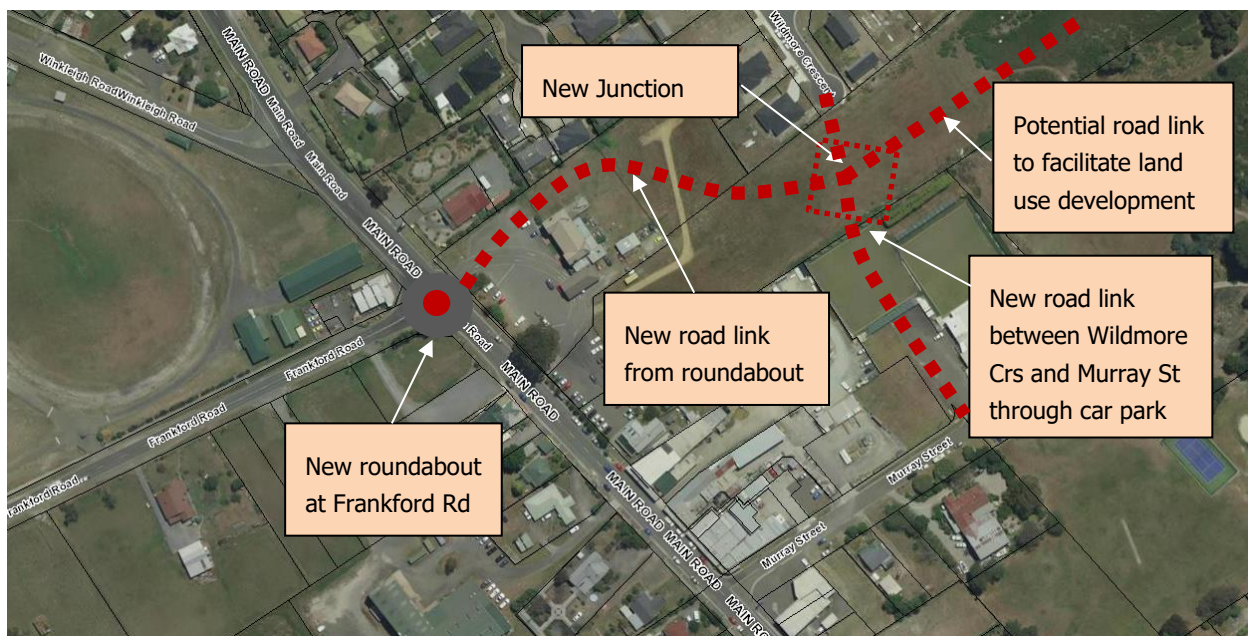 MAIN ROAD
Main Road
Main Road
MAIN ROAD
Winkleigh Road
Winkleigh Road
Wildmore Crescent
New Junction
Potential road link
to facilitate land
use development
New road link
from roundabout
New road link
between Wildmore
Crs and Murray St
through car park
Road
MAIN ROAD
Frankford Road
Frankford Road
Frankford Road
New roundabout
at Frankford Rd
MAIN ROAD
MAIN ROAD
MAIN ROAD
Murray Street
Murray Street